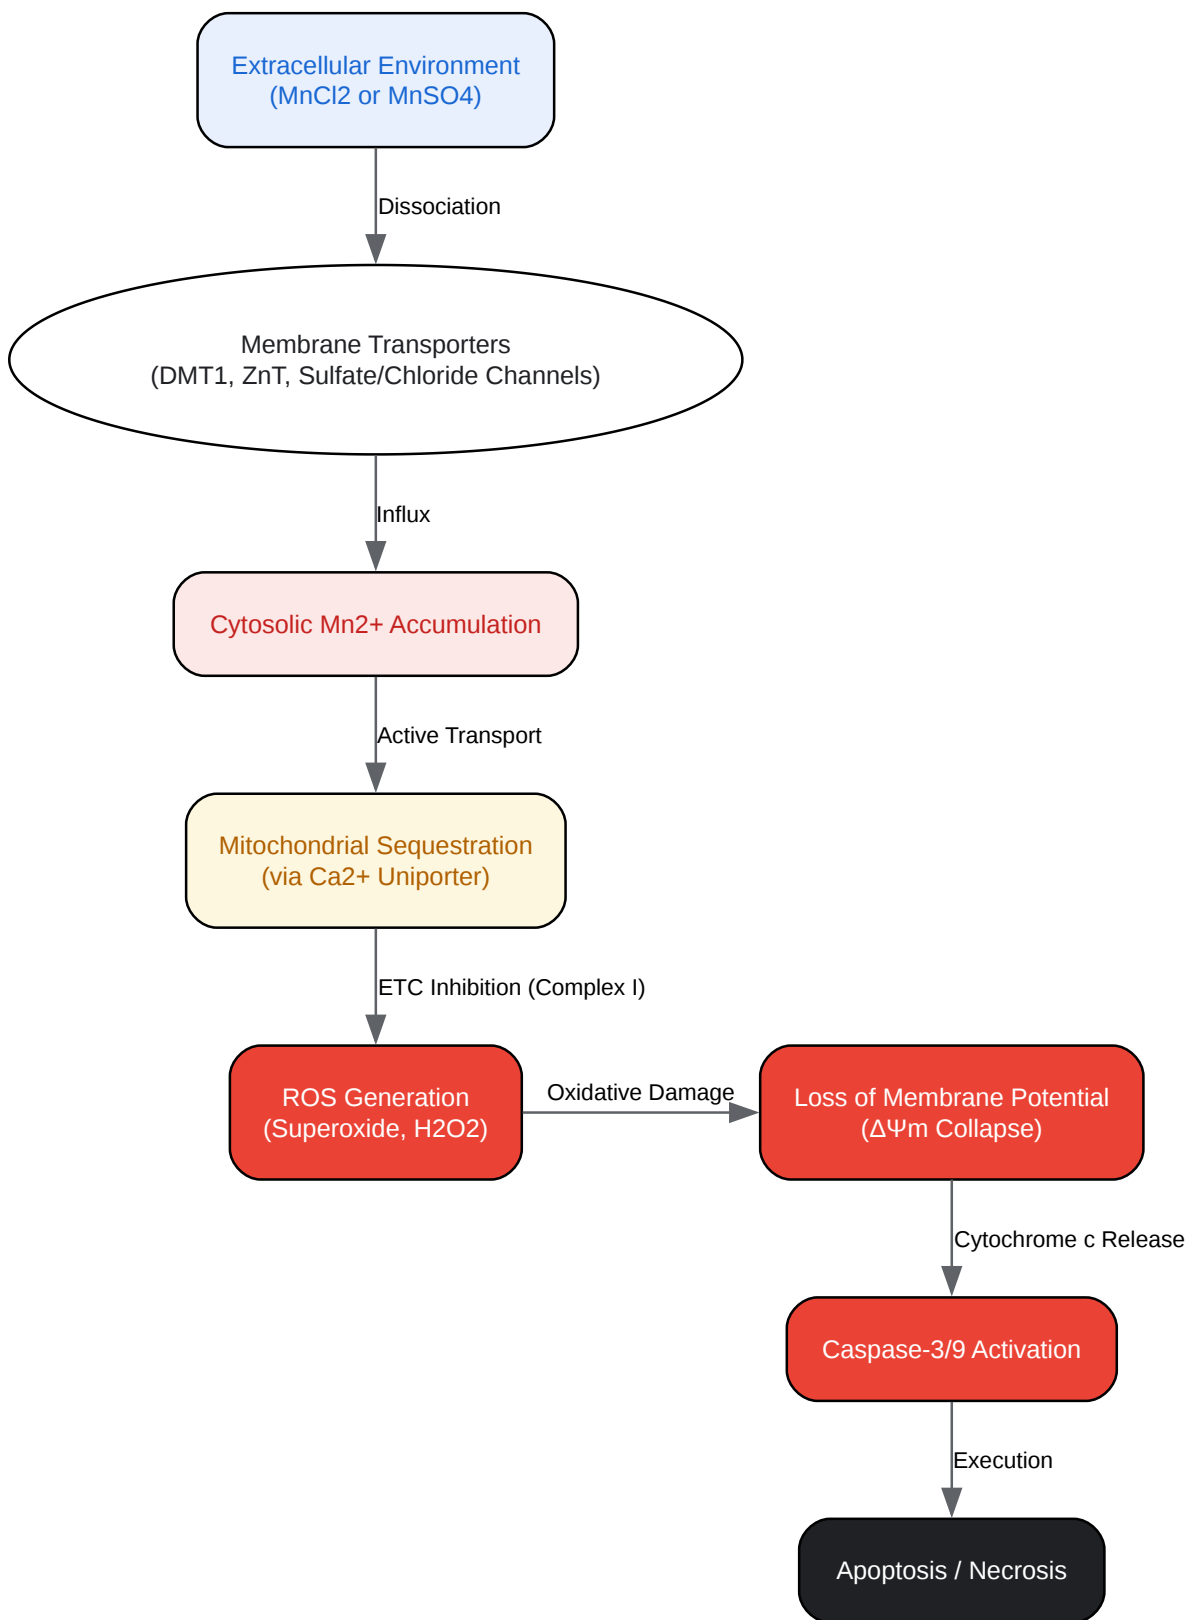 Extracellular Environment
(MnCl2 or MnSO4)
Dissociation
Membrane Transporters
(DMT1, ZnT, Sulfate/Chloride Channels)
Influx
Cytosolic Mn2+ Accumulation
Active Transport
Mitochondrial Sequestration
(via Ca2+ Uniporter)
ETC Inhibition (Complex I)
ROS Generation
(Superoxide, H2O2)
Oxidative Damage
Loss of Membrane Potential
(ΔΨm Collapse)
Cytochrome c Release
Caspase-3/9 Activation
Execution
Apoptosis / Necrosis